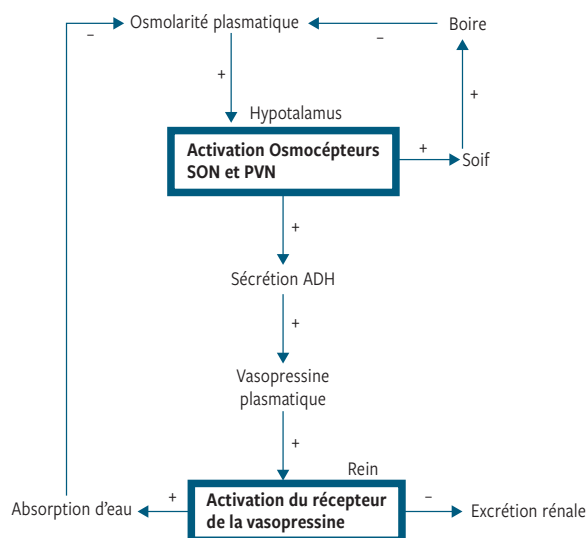 Osmolarité plasmatique
Boire
–
–
+
+
Hypotalamus
Activation Osmocépteurs
SON et PVN
+
Soif
+
Sécrétion ADH
+
Vasopressine
plasmatique
+
Rein
Absorption d'eau
+
Activation du récepteur
de la vasopressine
–
Excrétion rénale